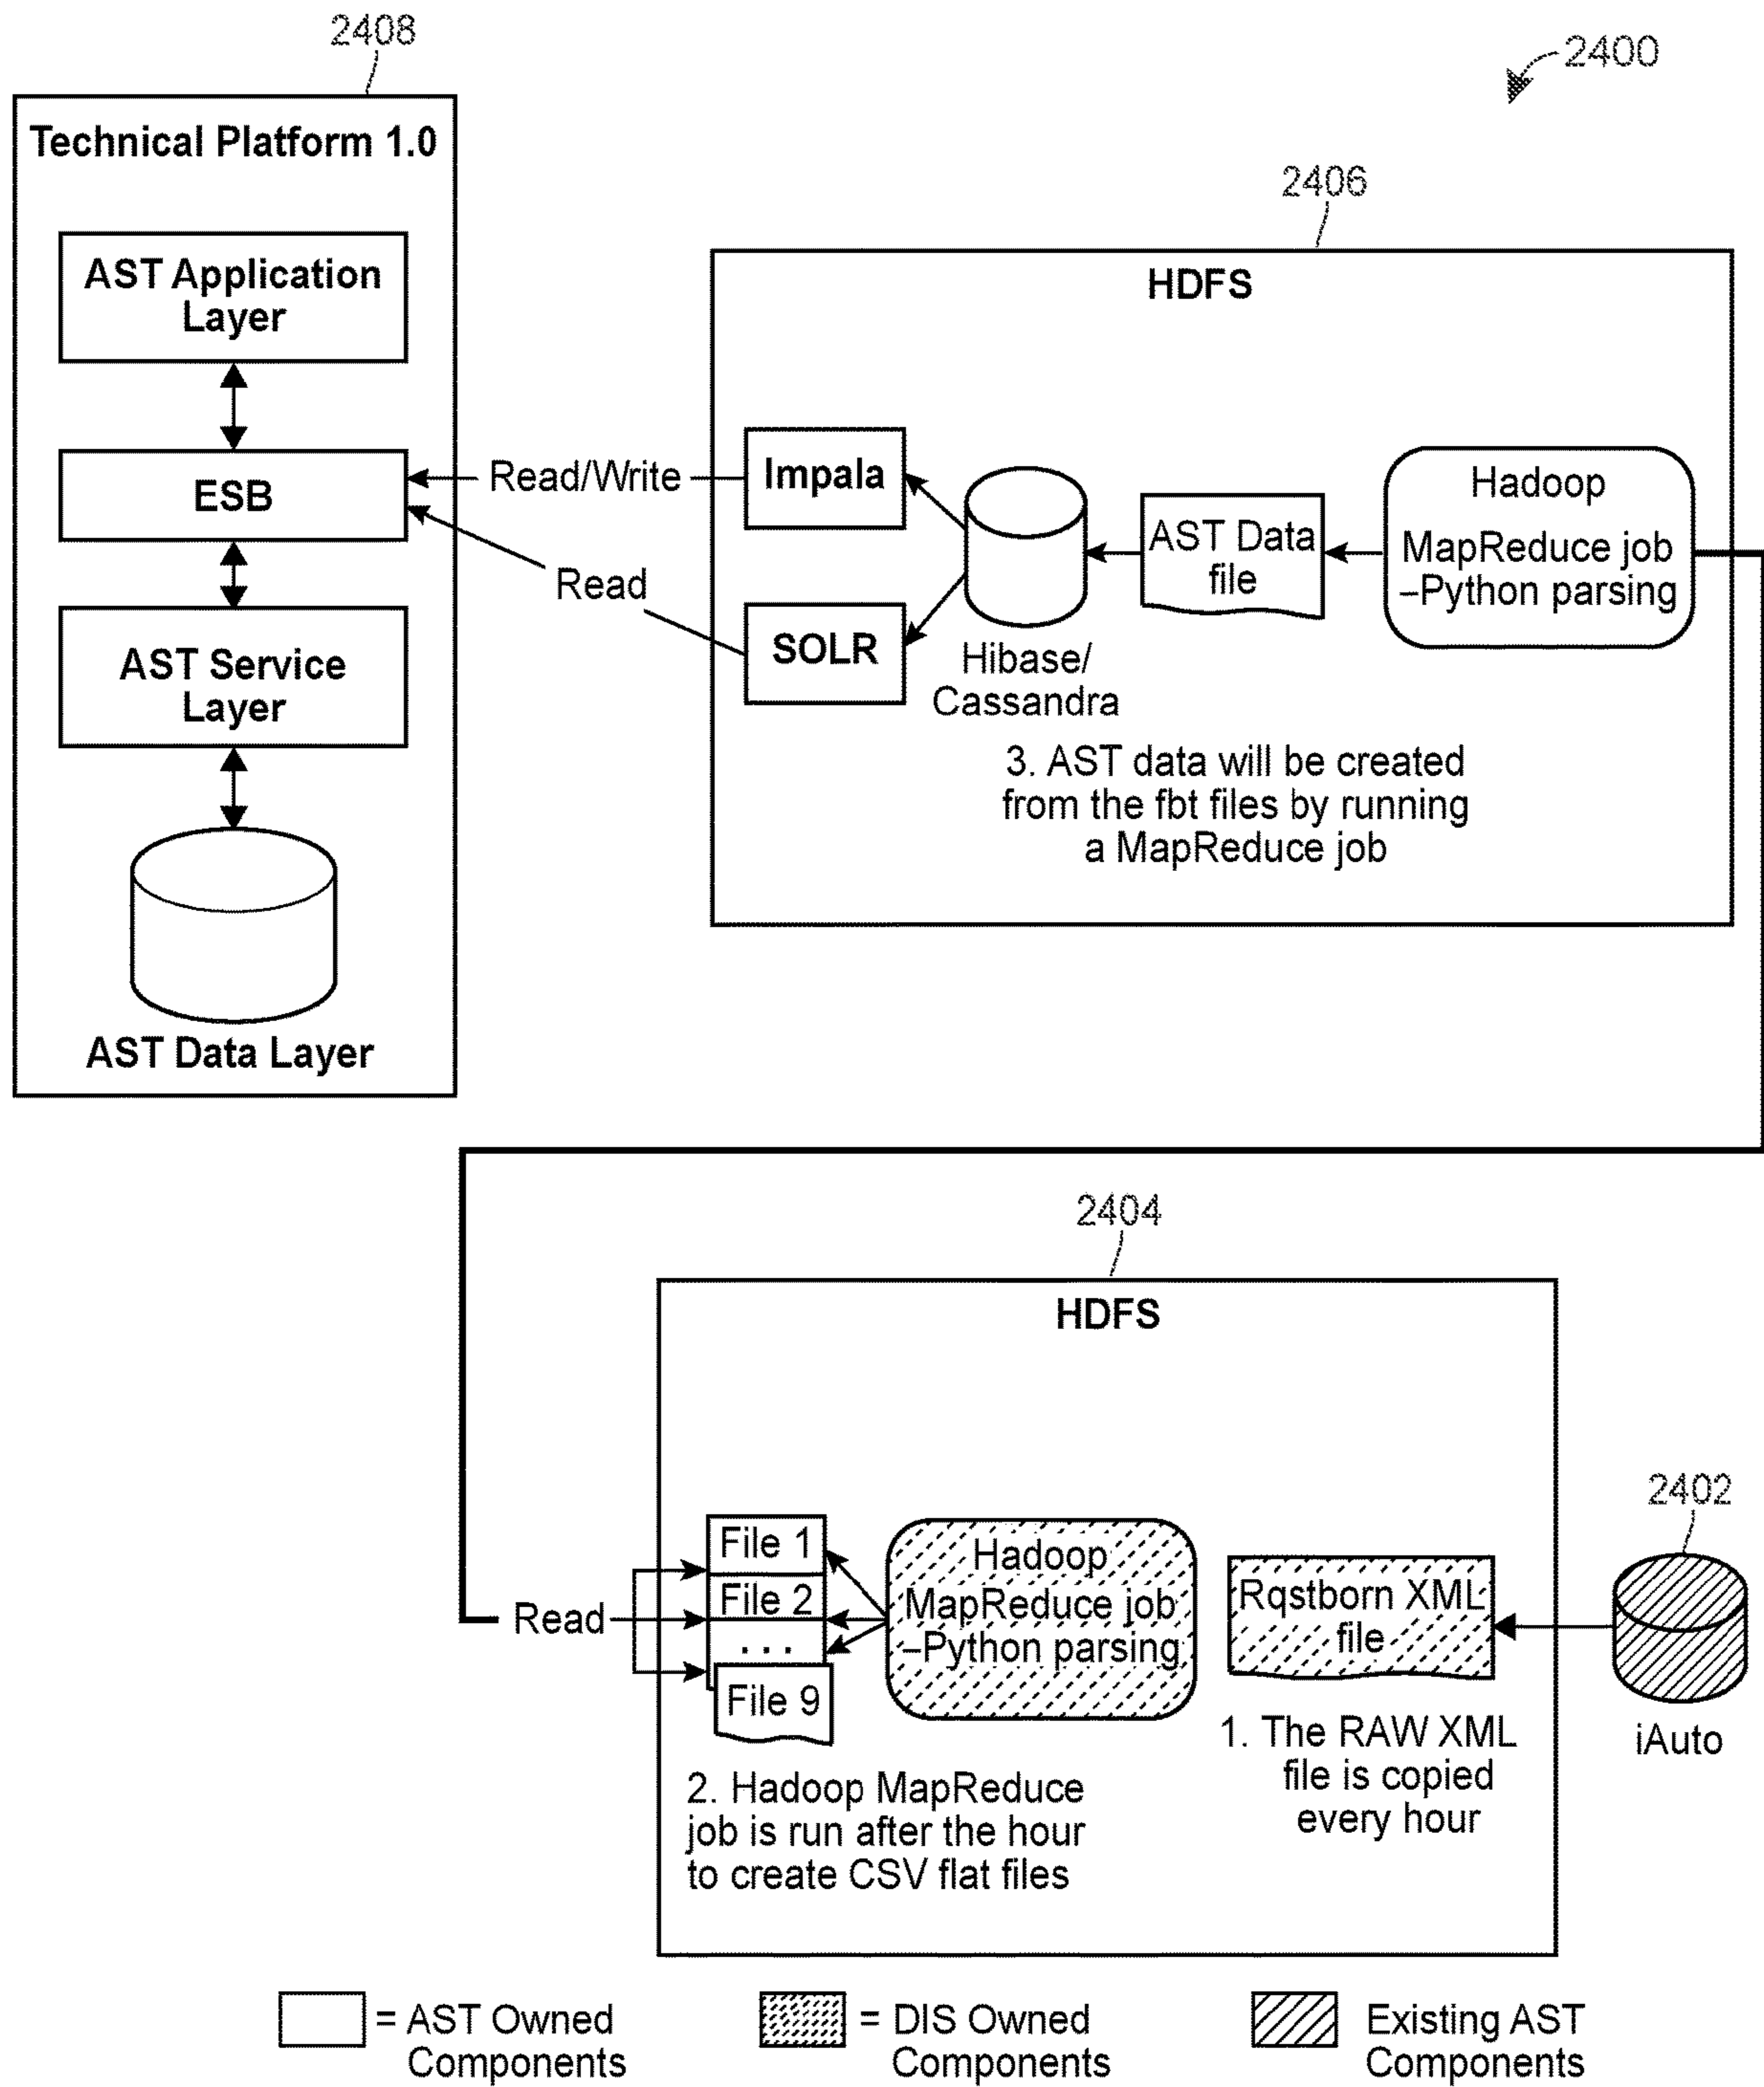 2408
2400
Technical Platform 1.0
2406
AST Application
Layer
HDFS
ESB
Read/Write
Impala
Hadoop
MapReduce job
–Python parsing
AST Data
file
Read
SOLR
Hibase/
Cassandra
AST Service
Layer
3. AST data will be created
from the fbt files by running
a MapReduce job
AST Data Layer
2404
HDFS
2402
File 1
File 2
. . .
File 9
Read
Hadoop
MapReduce job
–Python parsing
Rqstborn XML
file
iAuto
1. The RAW XML
file is copied
every hour
2. Hadoop MapReduce
job is run after the hour
to create CSV flat files
= AST Owned
Components
= DIS Owned
Components
Existing AST
Components